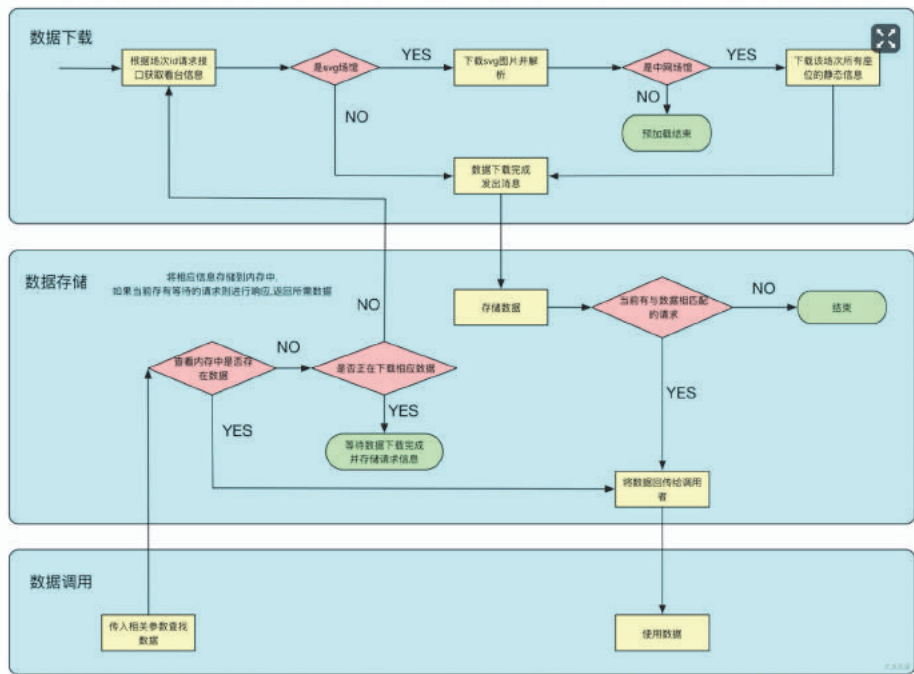 数据下载
根据场次id请求接
口获取看台信息
是svg场馆
YES
下载svg图片并解
析
是中网场馆
YES
下载该场次所有座
位的静态信息
NO
NO
预加载结束
数据下载完成
发出消息
数据存储
将相应信息存储到内存中,
如果当前存有等待的请求则进行响应,返回所需数据
NO
存储数据
当前有与数据相匹配
的请求
NO
结束
查看内存中是否存
在数据
NO
是否正在下载相应数据
YES
YES
YES
等待数据下载完成
并存储请求信息
将数据回传给调用
者
数据调用
传入相关参数查找
数据
使用数据